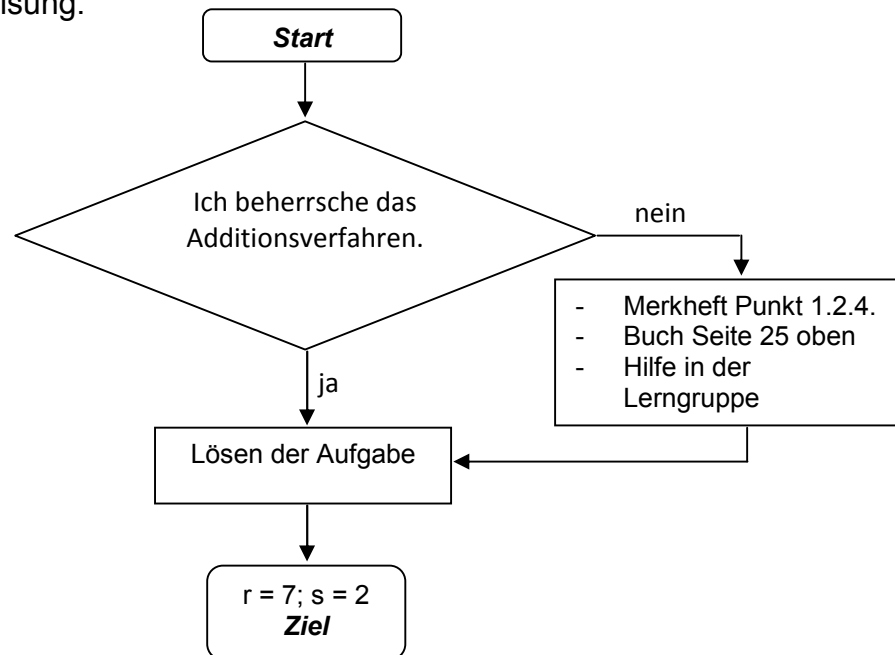 Start
Ich beherrsche das
Additionsverfahren.
nein
- Merkheft Punkt 1.2.4.
- Buch Seite 25 oben
- Hilfe in der
Lerngruppe
ja
Lösen der Aufgabe
r = 7; s = 2
Ziel